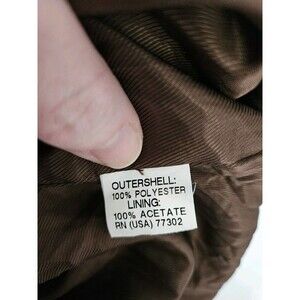 OUTERSHELL:
100% POLYESTER
LINING:
100% ACETATE
RN (USA) 77302